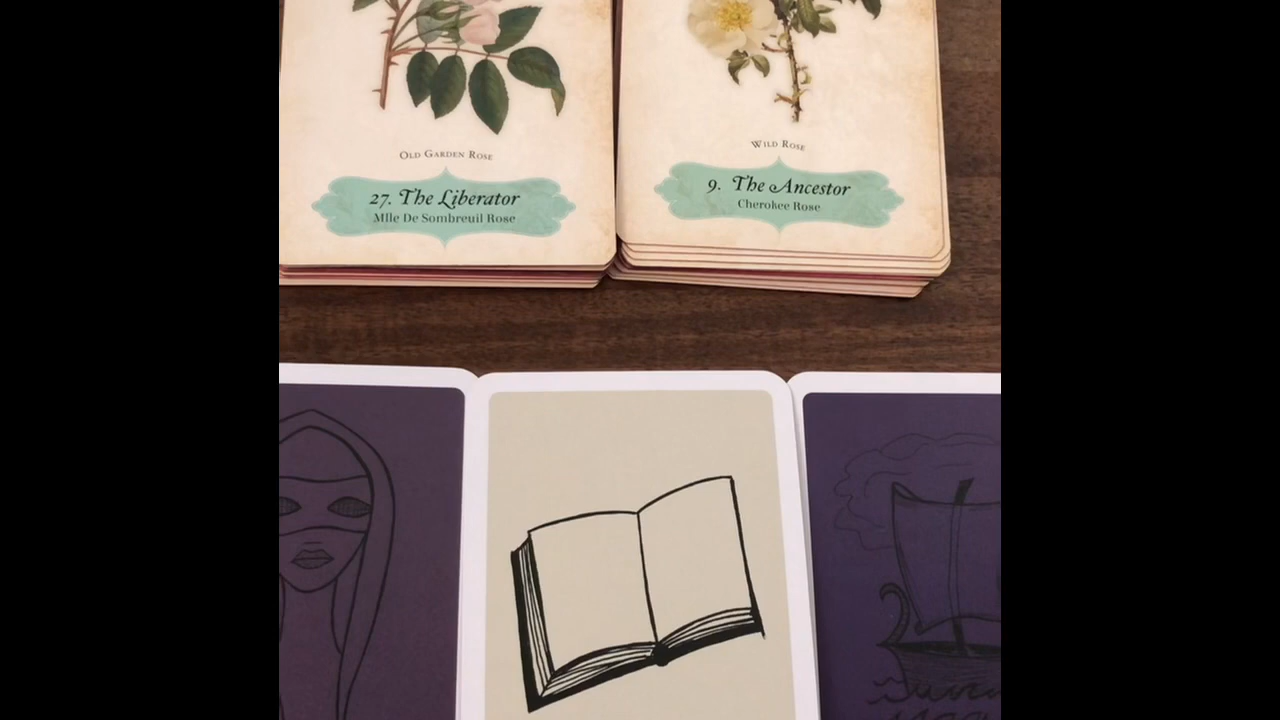 Old Garden Rose
27. The Liberator
Mlle De Sombreuil Rose
Wild Rose
9. The Ancestor
Cherokee Rose